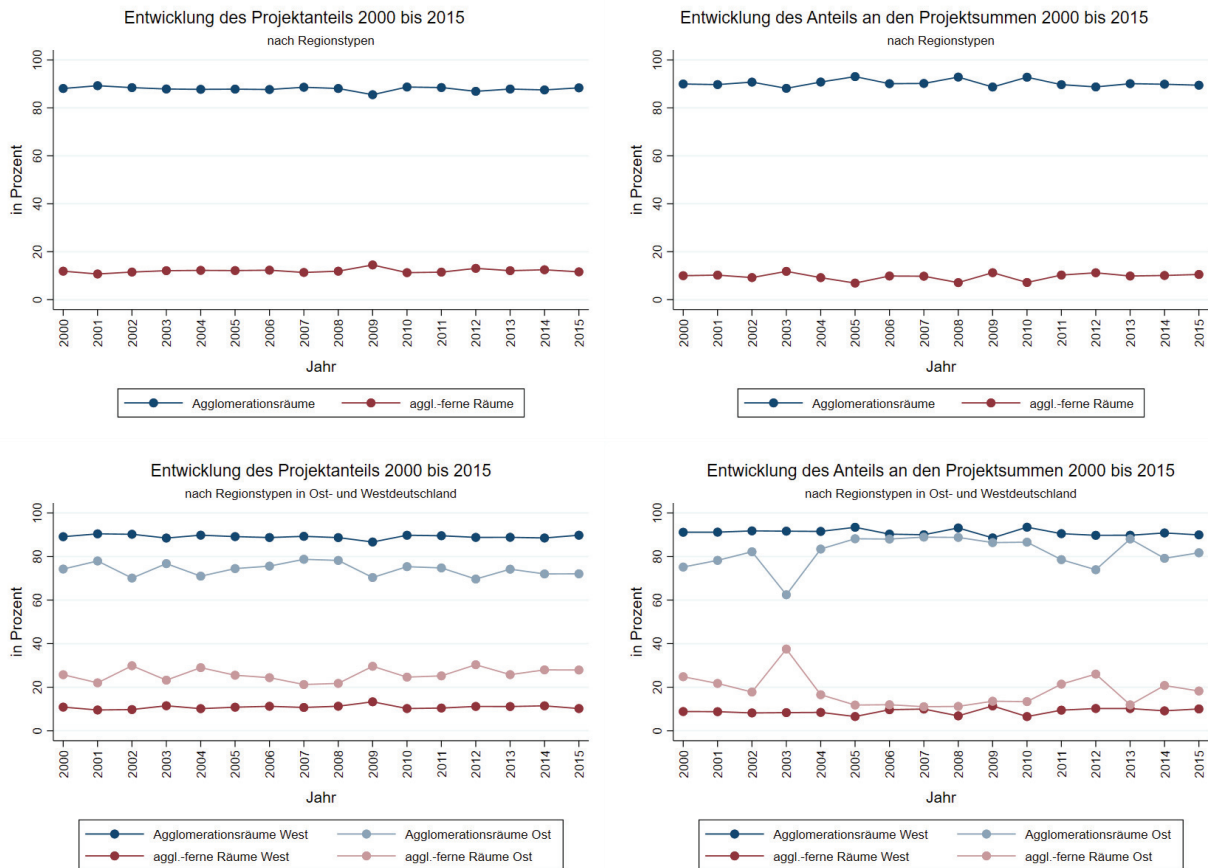 Entwicklung des Projektanteils 2000 bis 2015
nach Regionstypen
in Prozent
100
80
60
40
20
0
2000 2001 2002 2003 2004 2005 2006 2007 2008 2009 2010 2011 2012 2013 2014 2015
Jahr
Agglomerationsräume aggl.-ferne Räume
Entwicklung des Anteils an den Projektsummen 2000 bis 2015
nach Regionstypen
in Prozent
100
80
60
40
20
0
2000 2001 2002 2003 2004 2005 2006 2007 2008 2009 2010 2011 2012 2013 2014 2015
Jahr
Agglomerationsräume aggl.-ferne Räume
Entwicklung des Projektanteils 2000 bis 2015
nach Regionstypen in Ost- und Westdeutschland
in Prozent
100
80
60
40
20
0
2000 2001 2002 2003 2004 2005 2006 2007 2008 2009 2010 2011 2012 2013 2014 2015
Jahr
Agglomerationsräume West Agglomerationsräume Ost
aggl.-ferne Räume West aggl.-ferne Räume Ost
Entwicklung des Anteils an den Projektsummen 2000 bis 2015
nach Regionstypen in Ost- und Westdeutschland
in Prozent
100
80
60
40
20
0
2000 2001 2002 2003 2004 2005 2006 2007 2008 2009 2010 2011 2012 2013 2014 2015
Jahr
Agglomerationsräume West Agglomerationsräume Ost
aggl.-ferne Räume West aggl.-ferne Räume Ost